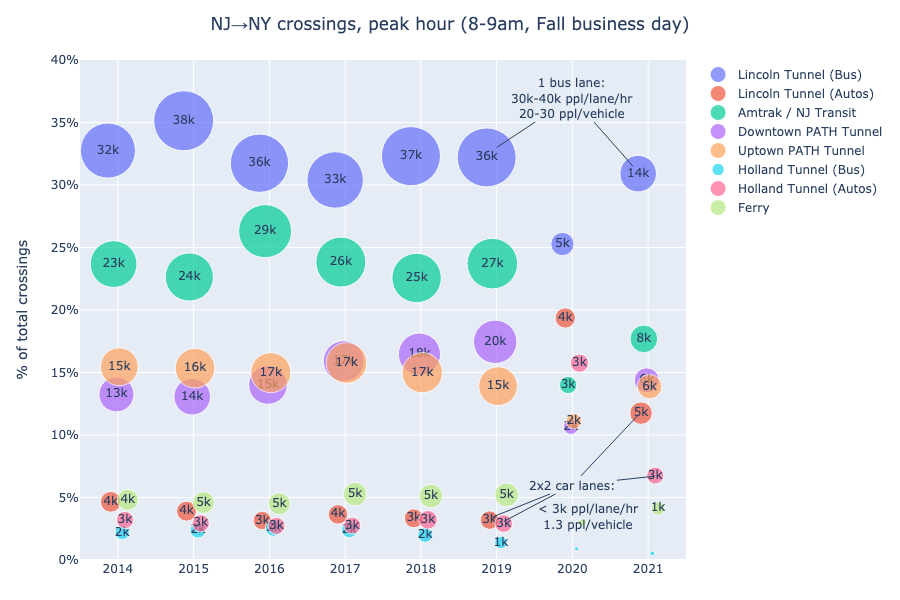 NJ→NY crossings, peak hour (8-9am, Fall business day)
% of total crossings
40%
35%
30%
25%
20%
15%
10%
5%
0%
2014
2015
2016
2017
2018
2019
2020
2021
Lincoln Tunnel (Bus)
Lincoln Tunnel (Autos)
Amtrak / NJ Transit
Downtown PATH Tunnel
Uptown PATH Tunnel
Holland Tunnel (Bus)
Holland Tunnel (Autos)
Ferry
1 bus lane:
30k-40k ppl/lane/hr
20-30 ppl/vehicle
2x2 car lanes:
< 3k ppl/lane/hr
1.3 ppl/vehicle
32k
38k
36k
33k
37k
36k
5k
14k
23k
24k
29k
26k
25k
27k
3k
8k
15k
16k
17k
17k
17k
15k
2k
6k
13k
14k
15k
18k
20k
4k
4k
3k
4k
3k
3k
4k
5k
4k
5k
5k
5k
5k
5k
1k
3k
3k
3k
3k
3k
3k
3k
3k
2k
2k
1k